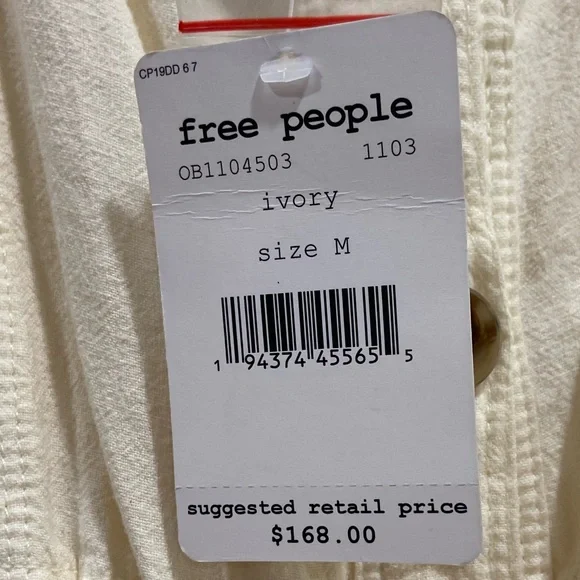 CP19DD 6 7
free people
OB1104503 1103
ivory
size M
1 94374 45565 5
suggested retail price
$168.00